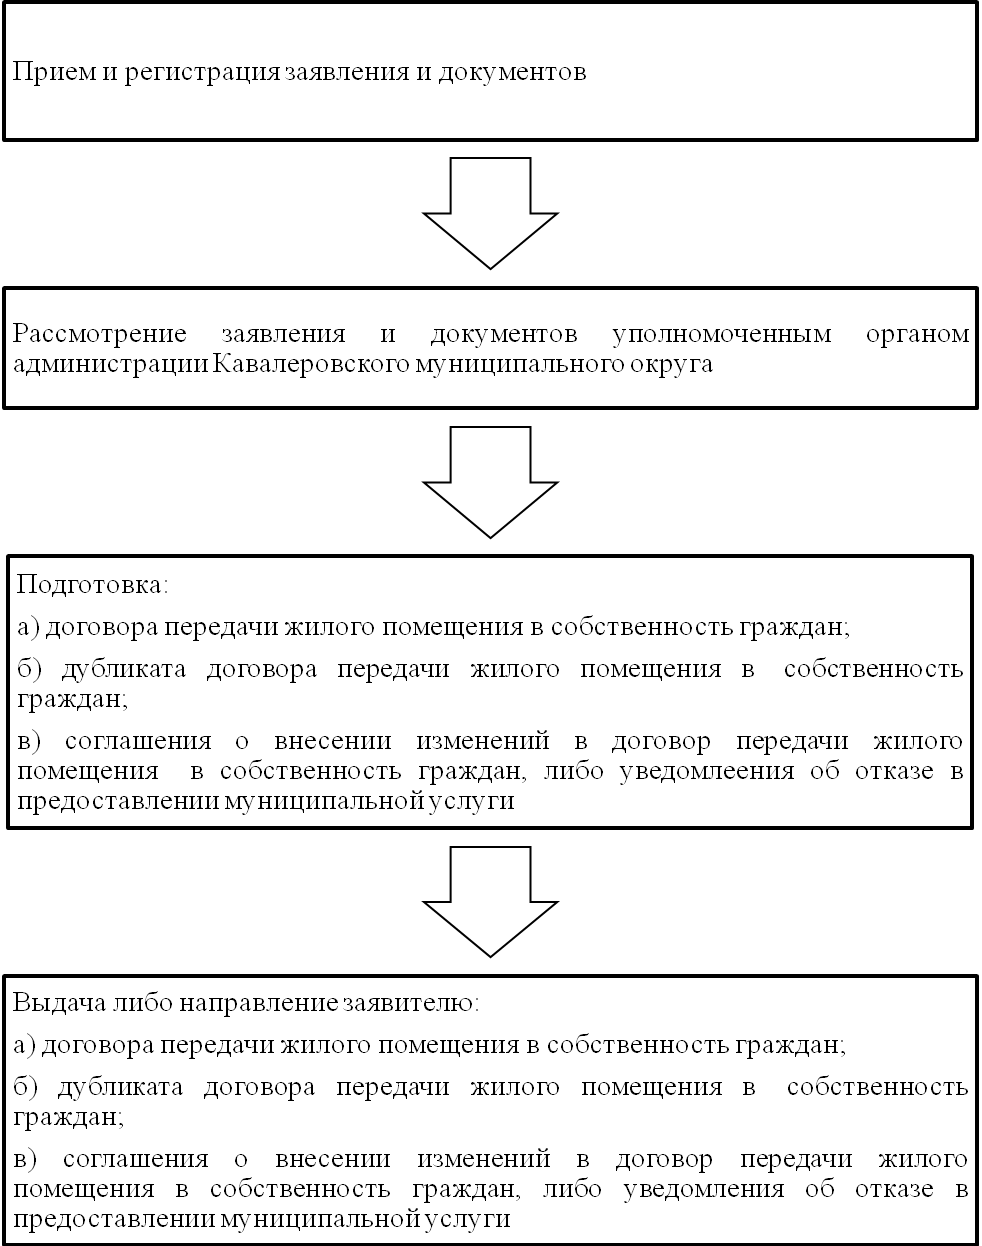 Прием и регистрация заявления и документов
Рассмотрение заявления и документов уполномоченным органом
администрации Кавалеровского муниципального округа
Подготовка:
а) договора передачи жилого помещения в собственность граждан;
б) дубликата договора передачи жилого помещения в собственность
граждан;
в) соглашения о внесении изменений в договор передачи жилого
помещения в собственность граждан, либо уведомлеения об отказе в
предоставлении муниципальной услуги
Выдача либо направление заявителю:
а) договора передачи жилого помещения в собственность граждан;
б) дубликата договора передачи жилого помещения в собственность
граждан;
в) соглашения о внесении изменений в договор передачи жилого
помещения в собственность граждан, либо уведомления об отказе в
предоставлении муниципальной услуги